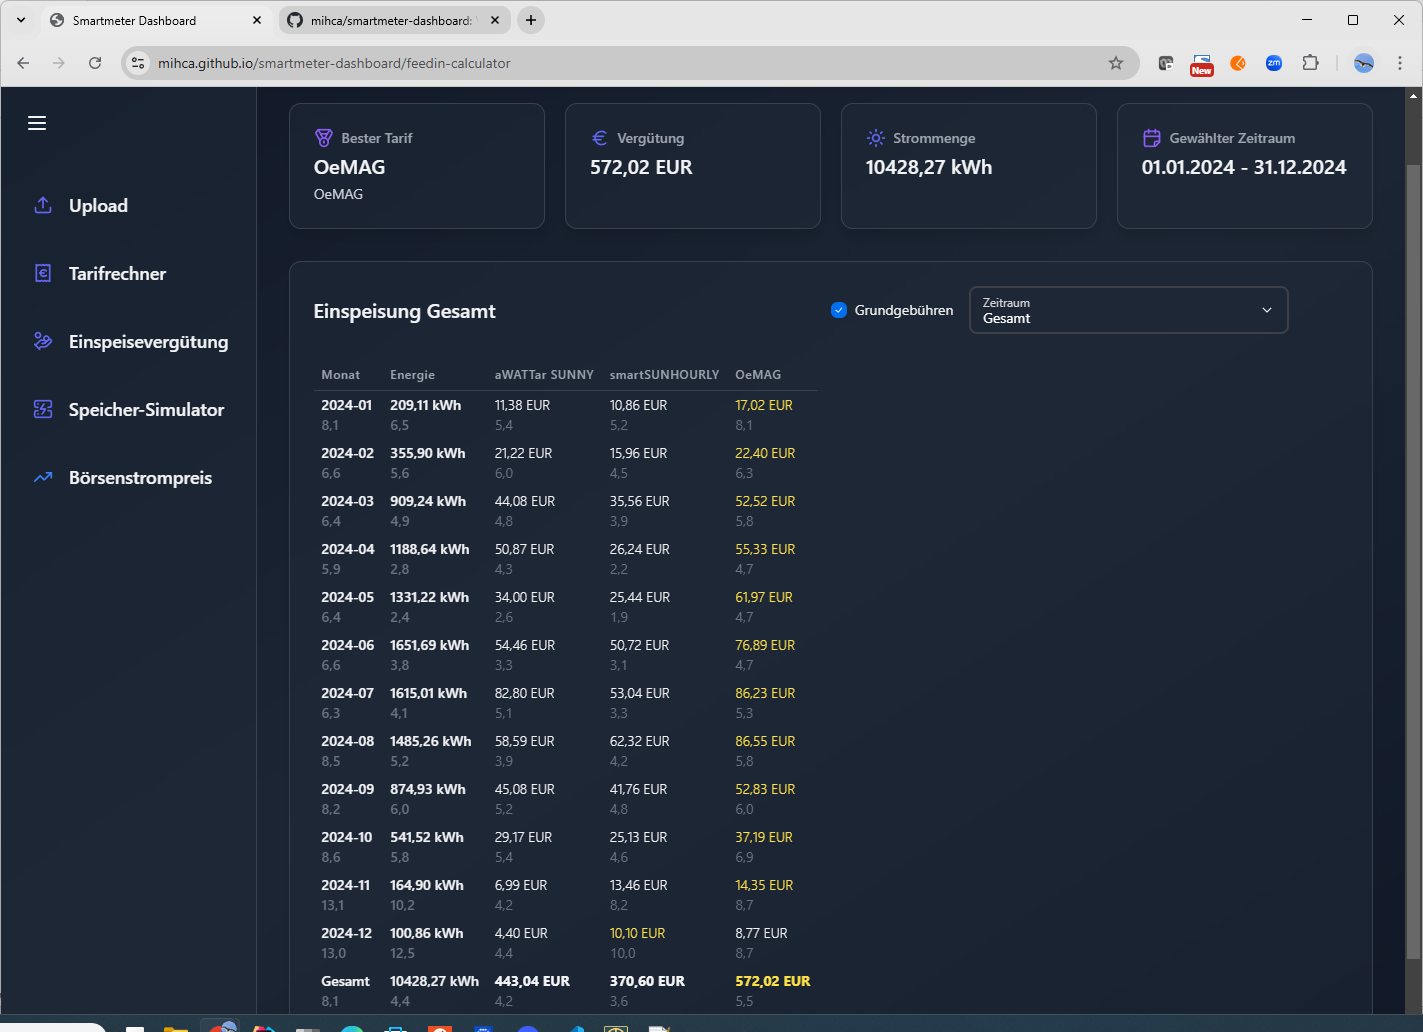 Smartmeter Dashboard
mihca/smartmeter-dashboard:
mihca.github.io/smartmeter-dashboard/feedin-calculator
New
zm
Upload
Tarifrechner
Einspeisevergütung
Speicher-Simulator
Börsenstrompreis
Bester Tarif
OeMAG
OeMAG
Vergütung
572,02 EUR
Strommenge
10428,27 kWh
Gewählter Zeitraum
01.01.2024 - 31.12.2024
Einspeisung Gesamt
Grundgebühren
Zeitraum
Gesamt
Monat Energie aWATTar SUNNY smartSUNHOURLY OeMAG
2024-01 209,11 kWh 11,38 EUR 10,86 EUR 17,02 EUR
8,1 6,5 5,4 5,2 8,1
2024-02 355,90 kWh 21,22 EUR 15,96 EUR 22,40 EUR
6,6 5,6 6,0 4,5 6,3
2024-03 909,24 kWh 44,08 EUR 35,56 EUR 52,52 EUR
6,4 4,9 4,8 3,9 5,8
2024-04 1188,64 kWh 50,87 EUR 26,24 EUR 55,33 EUR
5,9 2,8 4,3 2,2 4,7
2024-05 1331,22 kWh 34,00 EUR 25,44 EUR 61,97 EUR
6,4 2,4 2,6 1,9 4,7
2024-06 1651,69 kWh 54,46 EUR 50,72 EUR 76,89 EUR
6,6 3,8 3,3 3,1 4,7
2024-07 1615,01 kWh 82,80 EUR 53,04 EUR 86,23 EUR
6,3 4,1 5,1 3,3 5,3
2024-08 1485,26 kWh 58,59 EUR 62,32 EUR 86,55 EUR
8,5 5,2 3,9 4,2 5,8
2024-09 874,93 kWh 45,08 EUR 41,76 EUR 52,83 EUR
8,2 6,0 5,2 4,8 6,0
2024-10 541,52 kWh 29,17 EUR 25,13 EUR 37,19 EUR
8,6 5,8 5,4 4,6 6,9
2024-11 164,90 kWh 6,99 EUR 13,46 EUR 14,35 EUR
13,1 10,2 4,2 8,2 8,7
2024-12 100,86 kWh 4,40 EUR 10,10 EUR 8,77 EUR
13,0 12,5 4,4 10,0 8,7
Gesamt 10428,27 kWh 443,04 EUR 370,60 EUR 572,02 EUR
8,1 4,4 4,2 3,6 5,5